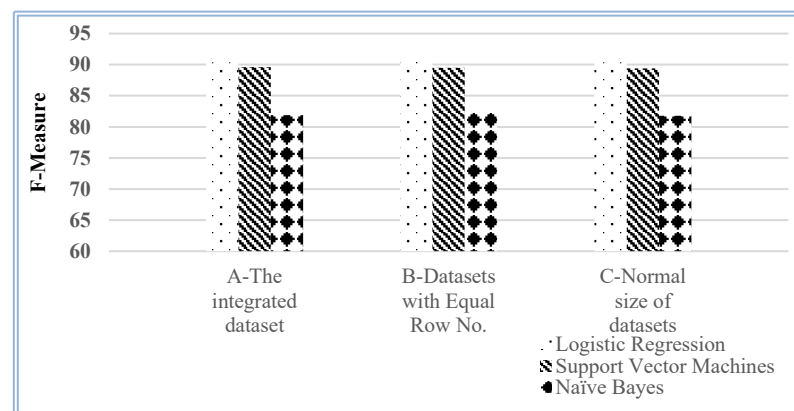 F-Measure
95
90
85
80
75
70
65
60
A-The
integrated
dataset
B-Datasets
with Equal
Row No.
C-Normal
size of
datasets
Logistic Regression
Support Vector Machines
Naïve Bayes